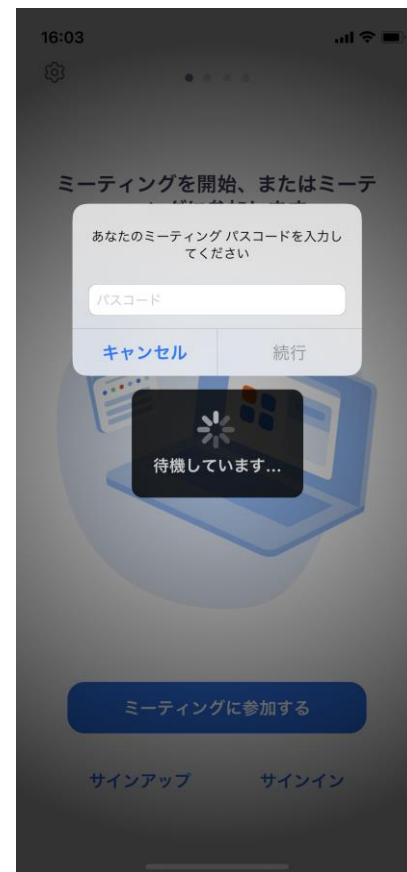 16:03
ミーティングを開始、またはミーテ
あなたのミーティング パスコードを入力し
てください
パスコード
キャンセル
続行
待機しています...
ミーティングに参加する
サインアップ
サインイン